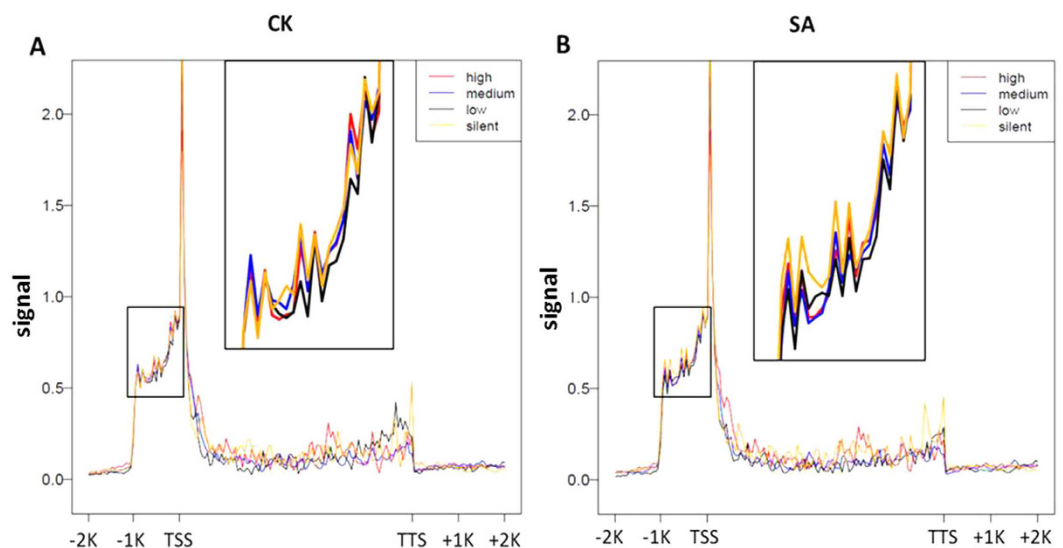 CK
A
high
medium
low
silent
signal
2.0
1.5
1.0
0.5
0.0
-2K -1K TSS TTS +1K +2K
SA
B
high
medium
low
silent
signal
2.0
1.5
1.0
0.5
0.0
-2K -1K TSS TTS +1K +2K